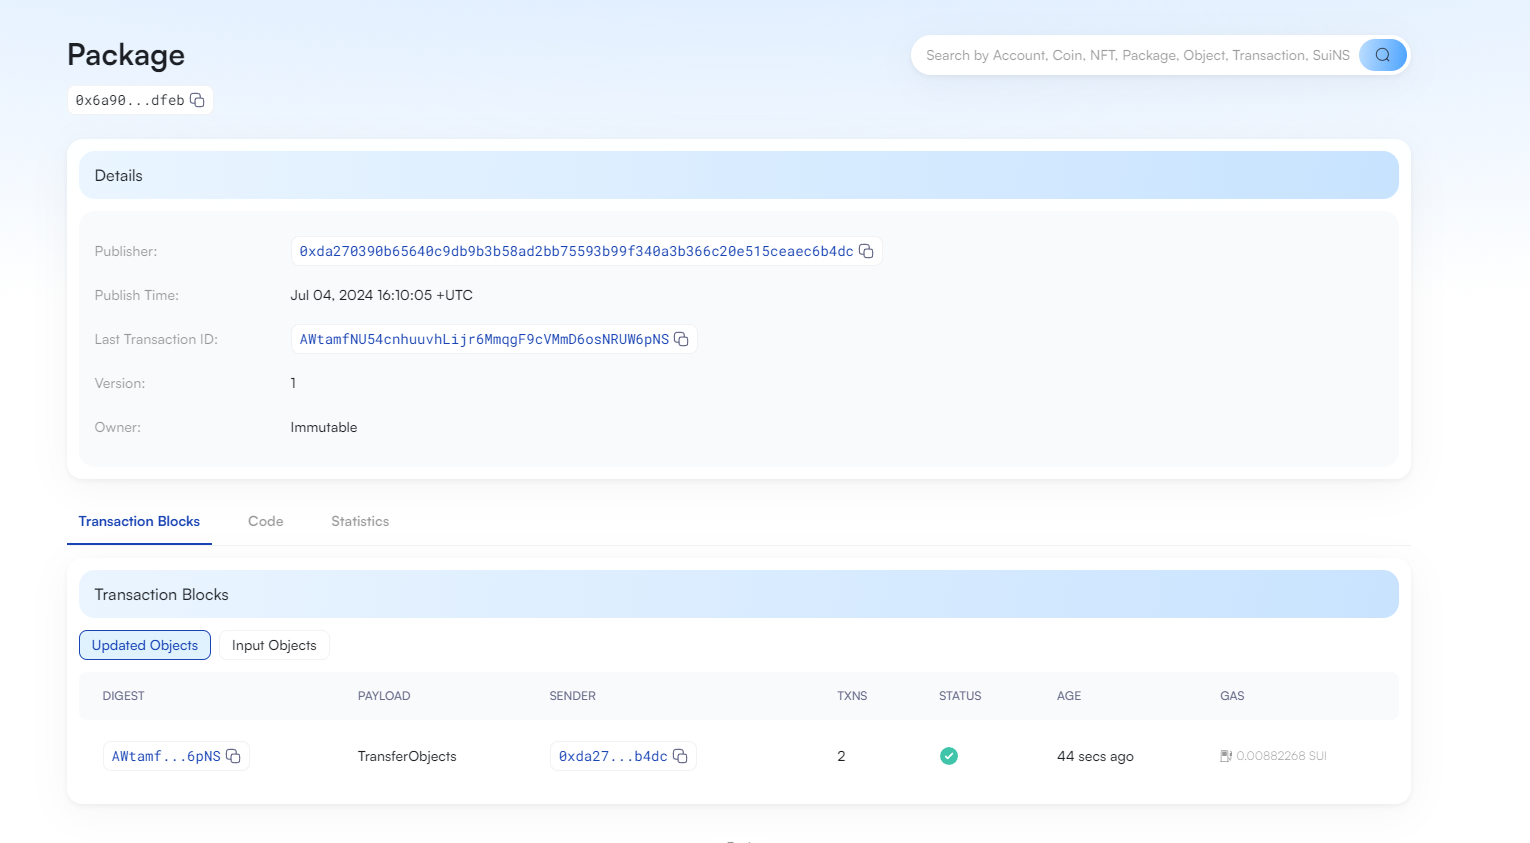 Package
Search by Account, Coin, NFT, Package, Object, Transaction, SuiNS
0x6a90...dfeb
Details
Publisher: 0xda270390b65640c9db9b3b58ad2bb75593b99f340a3b366c20e515ceaec6b4dc
Publish Time: Jul 04, 2024 16:10:05 +UTC
Last Transaction ID: AWtamfNU54cnhuuvhLijr6MmqgF9cVMmD6osNRUW6pNS
Version: 1
Owner: Immutable
Transaction Blocks Code Statistics
Transaction Blocks
Updated Objects Input Objects
DIGEST PAYLOAD SENDER TXNS STATUS AGE GAS
AWtamf...6pNS TransferObjects 0xda27...b4dc 2 44 secs ago 0.00882268 SUI